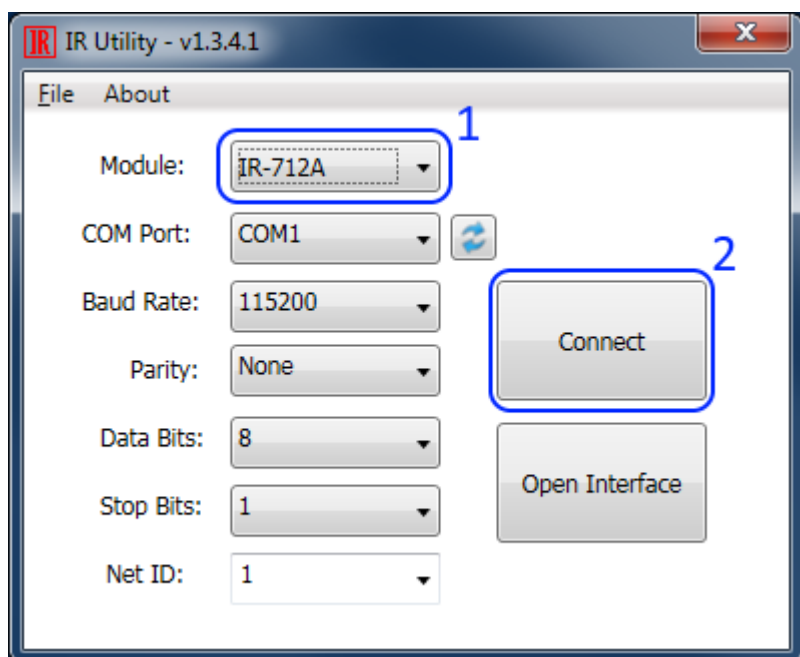 IR IR Utility - v1.3.4.1
File About
1
Module: IR-712A
COM Port: COM1
2
Baud Rate: 115200
Connect
Parity: None
Data Bits: 8
Open Interface
Stop Bits: 1
Net ID: 1